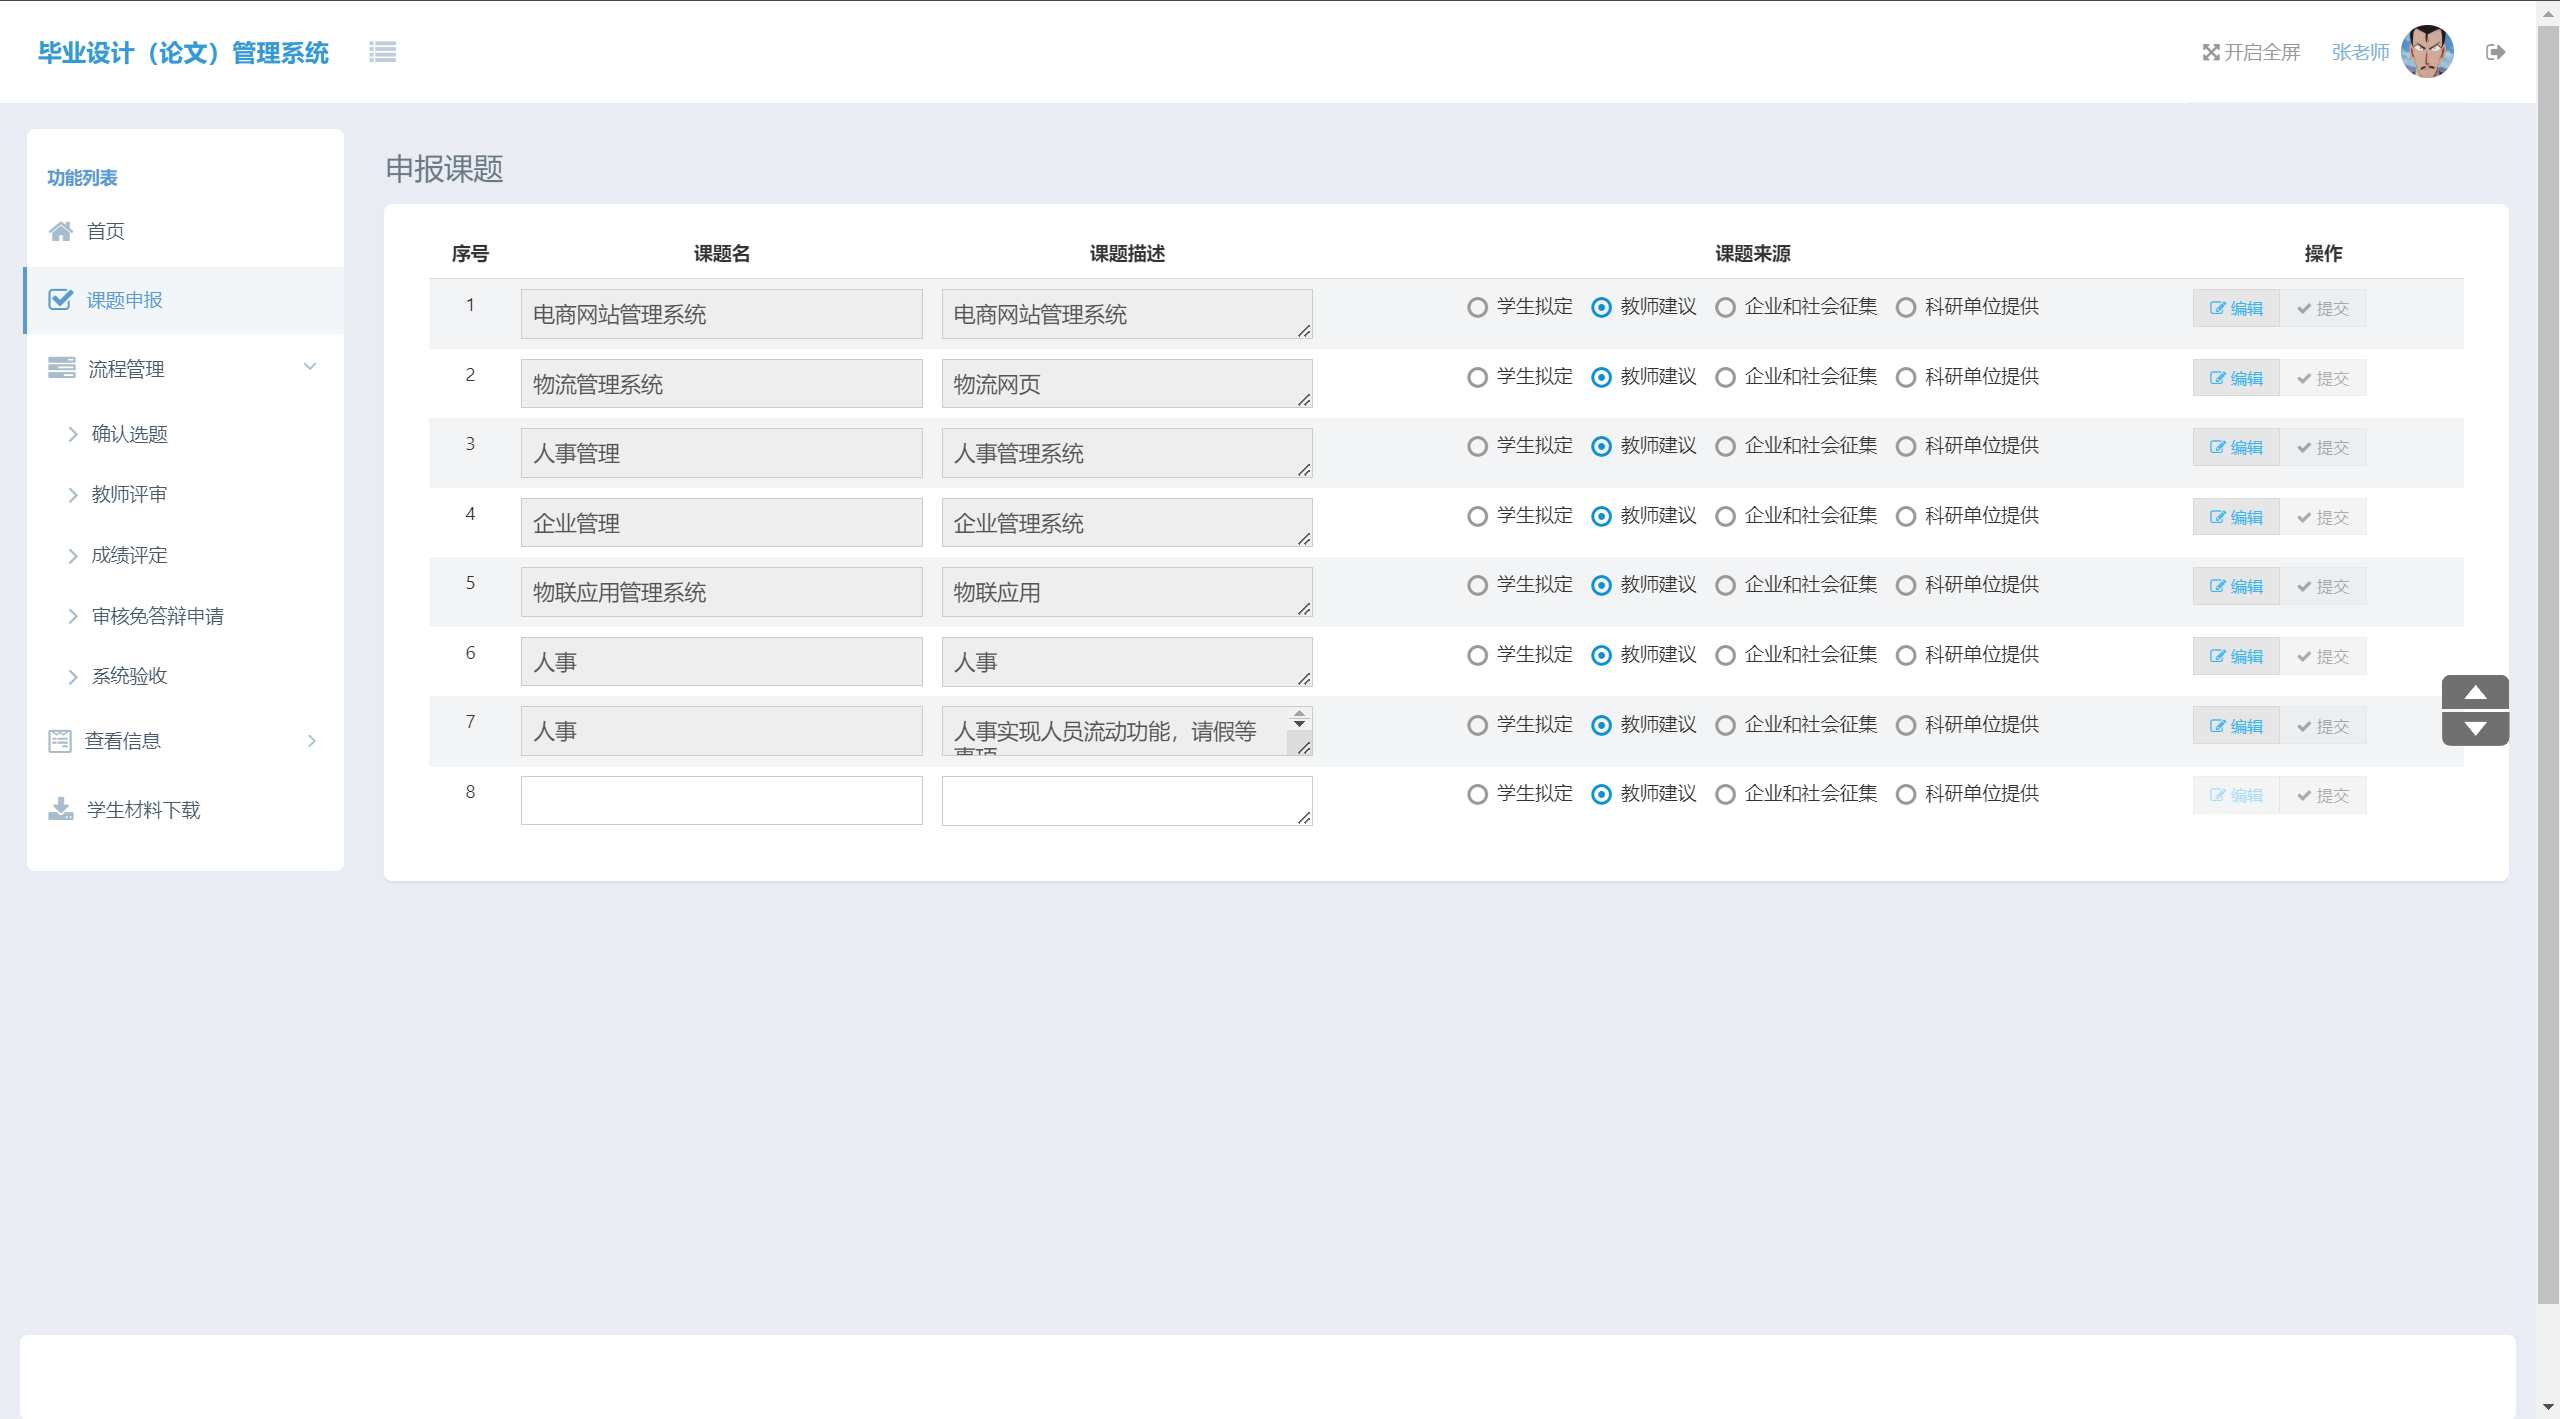 毕业设计（论文）管理系统
开启全屏 张老师
功能列表
首页
课题申报
流程管理
确认选题
教师评审
成绩评定
审核免答辩申请
系统验收
查看信息
学生材料下载
申报课题
序号 课题名 课题描述 课题来源 操作
1 电商网站管理系统 电商网站管理系统 学生拟定 教师建议 企业和社会征集 科研单位提供 编辑 提交
2 物流管理系统 物流网页 学生拟定 教师建议 企业和社会征集 科研单位提供 编辑 提交
3 人事管理 人事管理系统 学生拟定 教师建议 企业和社会征集 科研单位提供 编辑 提交
4 企业管理 企业管理系统 学生拟定 教师建议 企业和社会征集 科研单位提供 编辑 提交
5 物联应用管理系统 物联应用 学生拟定 教师建议 企业和社会征集 科研单位提供 编辑 提交
6 人事 人事 学生拟定 教师建议 企业和社会征集 科研单位提供 编辑 提交
7 人事 人事实现人员流动功能，请假等 学生拟定 教师建议 企业和社会征集 科研单位提供 编辑 提交
8 学生拟定 教师建议 企业和社会征集 科研单位提供 编辑 提交